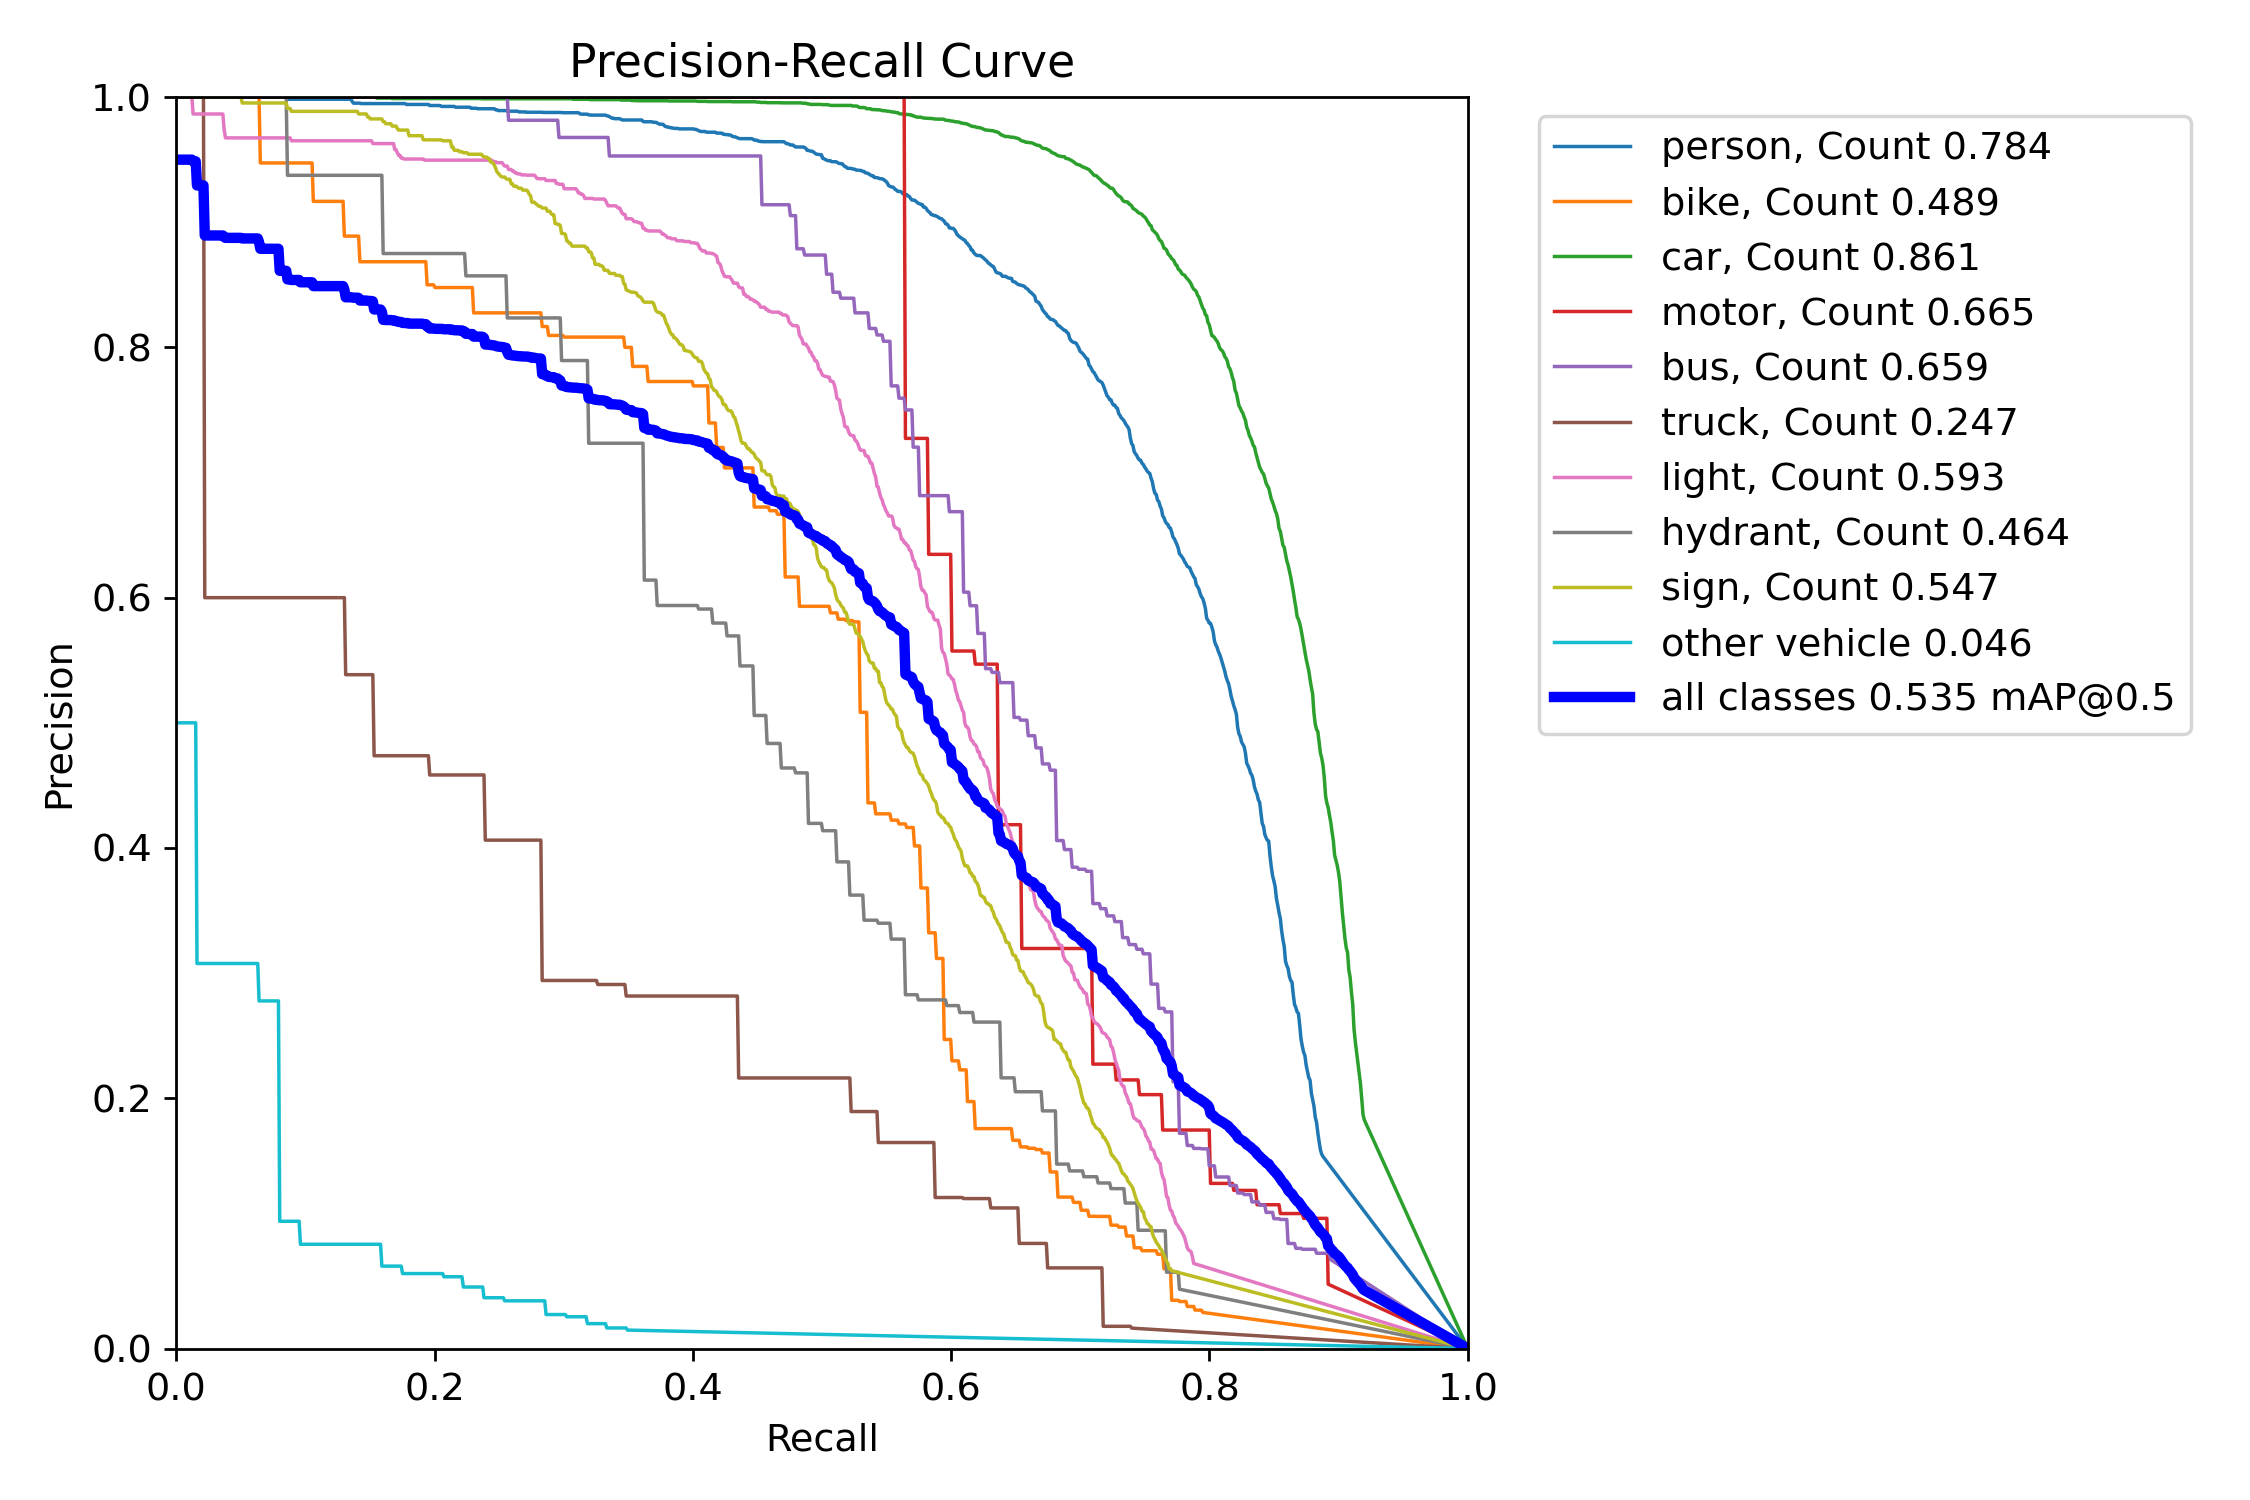 Precision-Recall Curve
1.0
0.8
0.6
0.4
0.2
0.0
Precision
0.0 0.2 0.4 0.6 0.8 1.0
Recall
person, Count 0.784
bike, Count 0.489
car, Count 0.861
motor, Count 0.665
bus, Count 0.659
truck, Count 0.247
light, Count 0.593
hydrant, Count 0.464
sign, Count 0.547
other vehicle 0.046
all classes 0.535 mAP@0.5